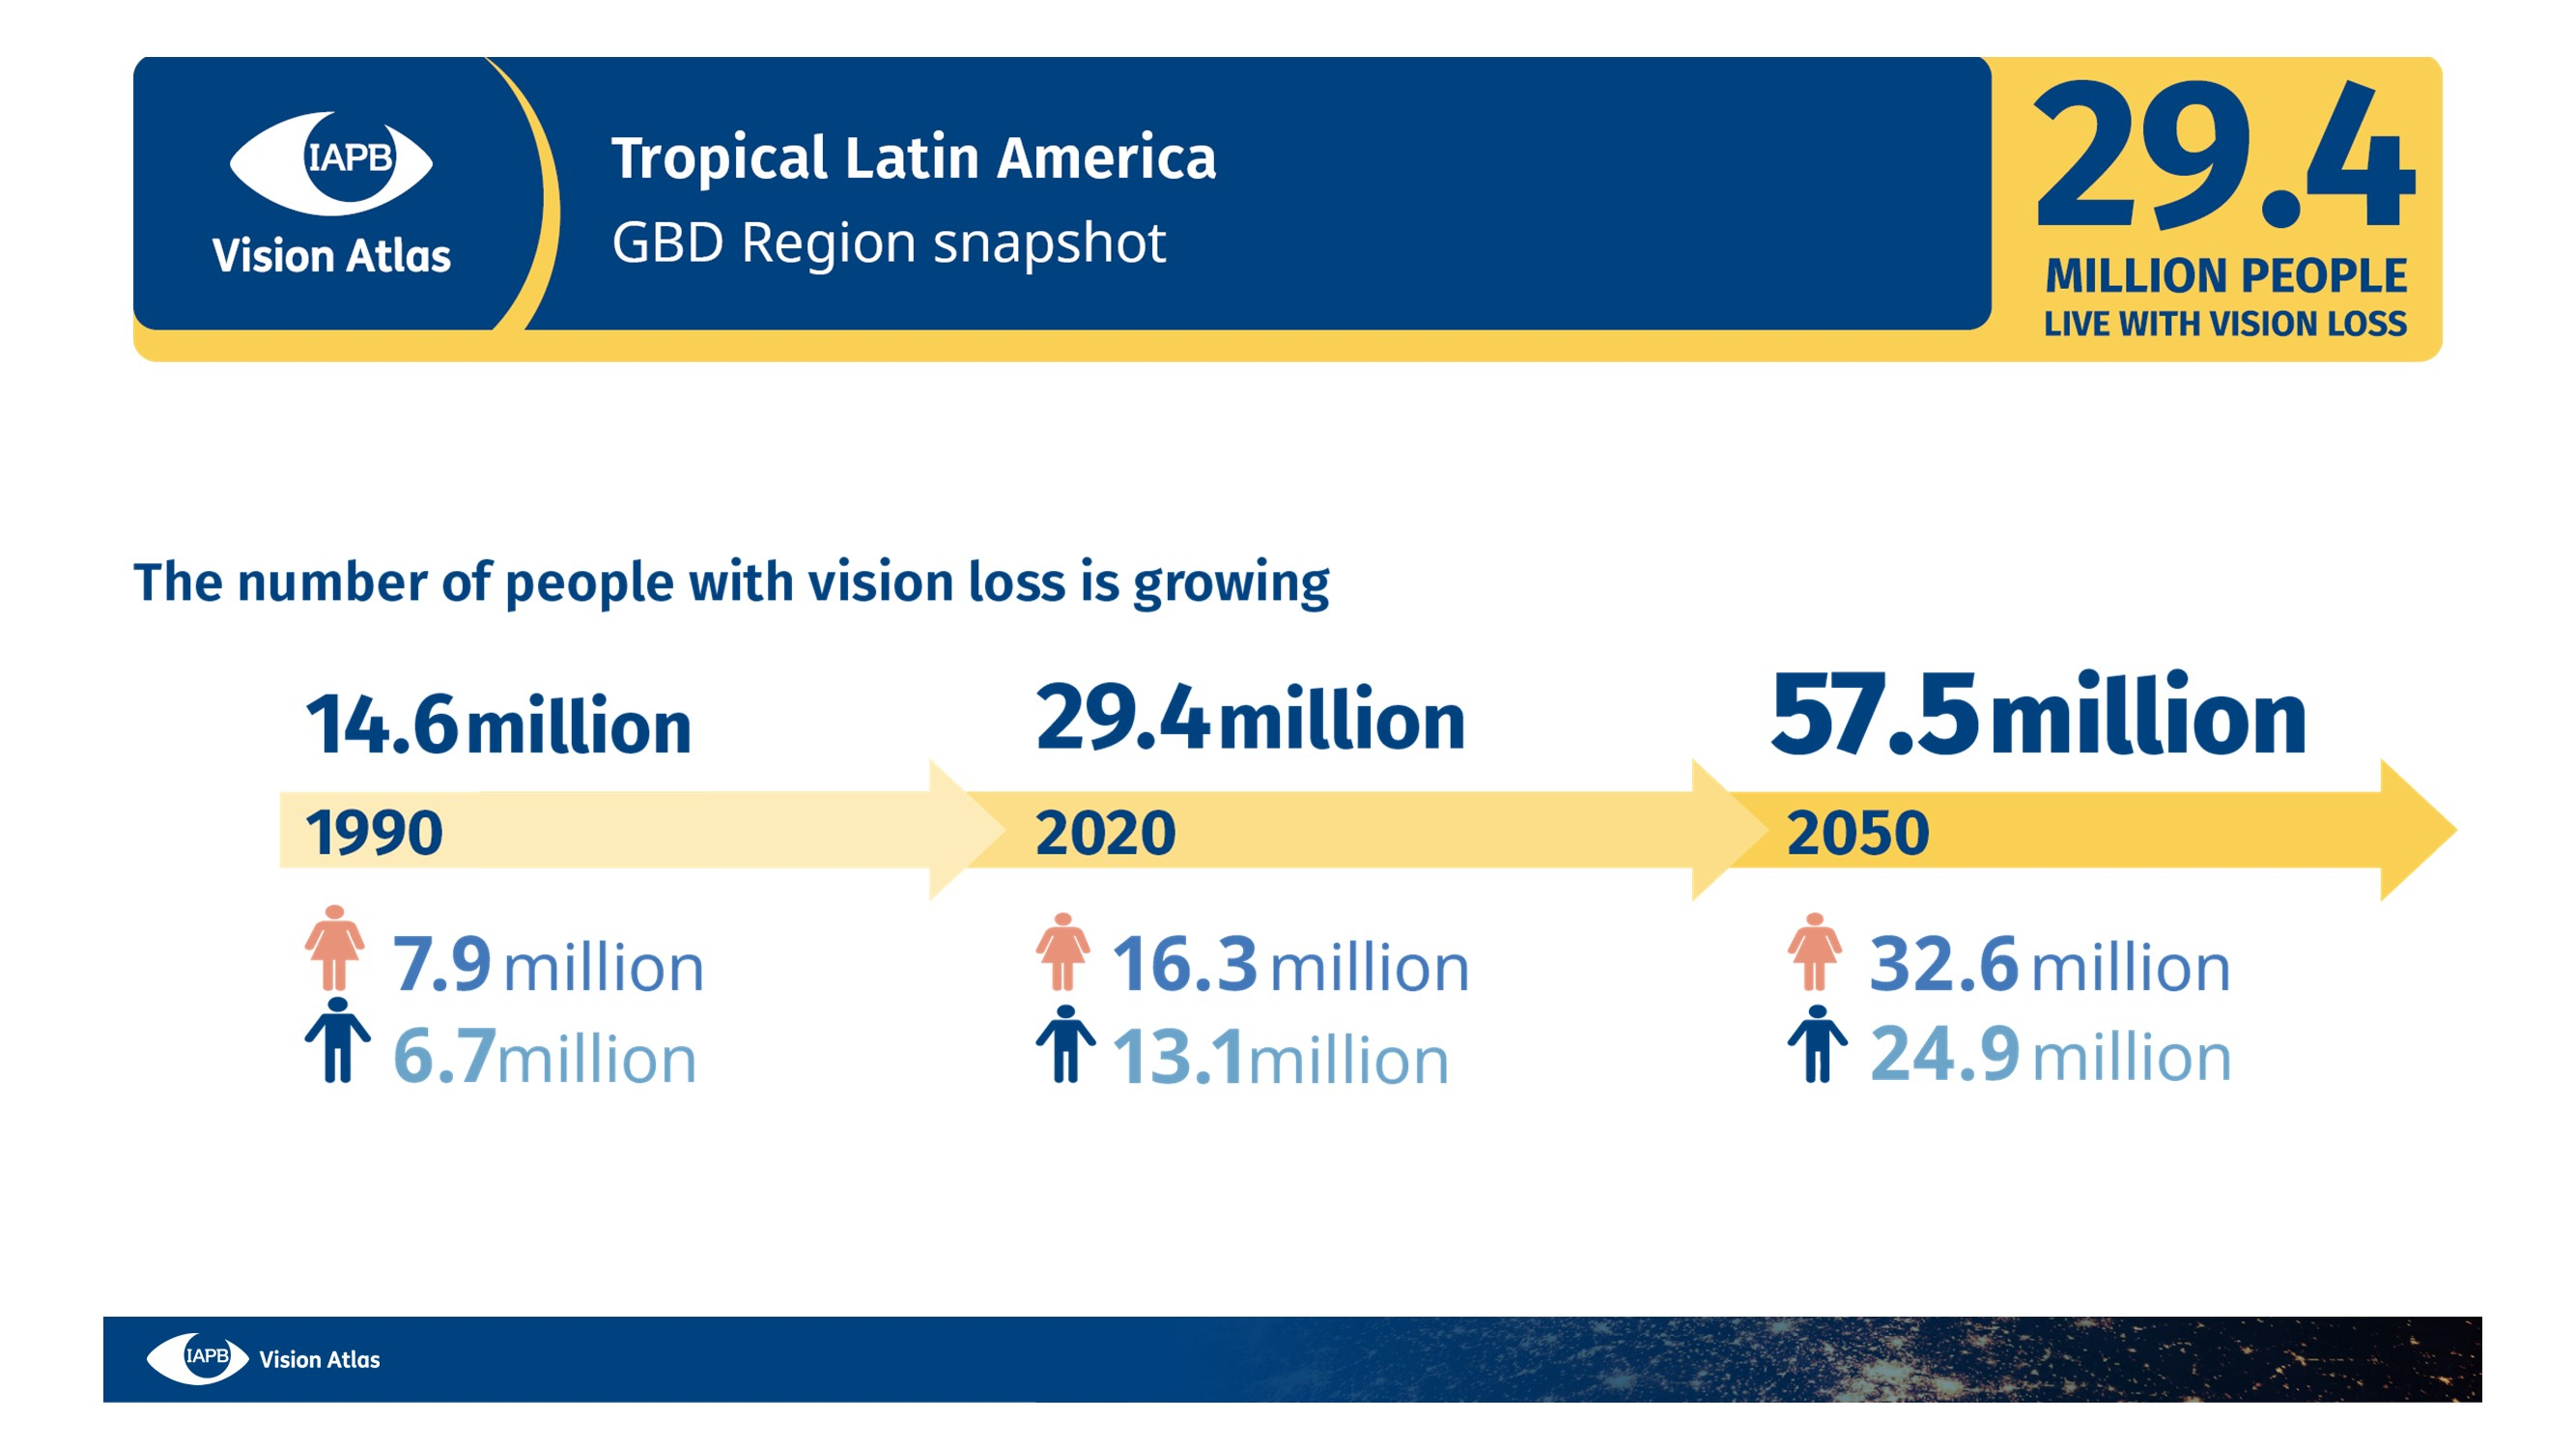 IAPB
Vision Atlas
Tropical Latin America
GBD Region snapshot
29.4
MILLION PEOPLE
LIVE WITH VISION LOSS
The number of people with vision loss is growing
14.6 million
29.4 million
57.5 million
1990
2020
2050
7.9 million
16.3 million
32.6 million
6.7million
13.1million
24.9 million
IAPB Vision Atlas